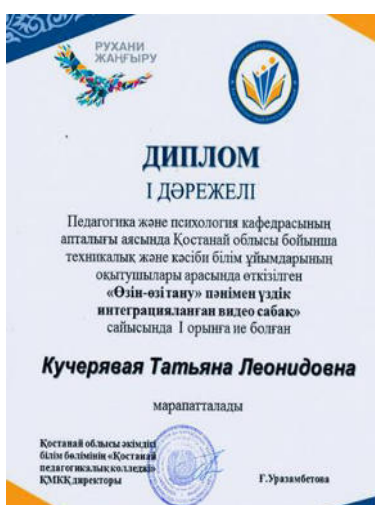 РУХАНИ
ЖАҢҒЫРУ
ДИПЛОМ
І ДӘРЕЖЕЛІ
Педагогика және психология кафедрасының
апталығы аясында Қостанай облысы бойынша
техникалық және кәсіби білім ұйымдарының
оқытушылары арасында өткізілген
«Өзін-өзі тану» пәнімен үздік
интеграцияланған видео сабақ»
сайысында І орынға ие болған
Кучерявая Татьяна Леонидовна
марапатталады
Қостанай облысы әкімдігі
білім бөлімінің «Қостанай
педагогикалық колледжі»
ҚМКҚ директоры
Г.Уразамбетова